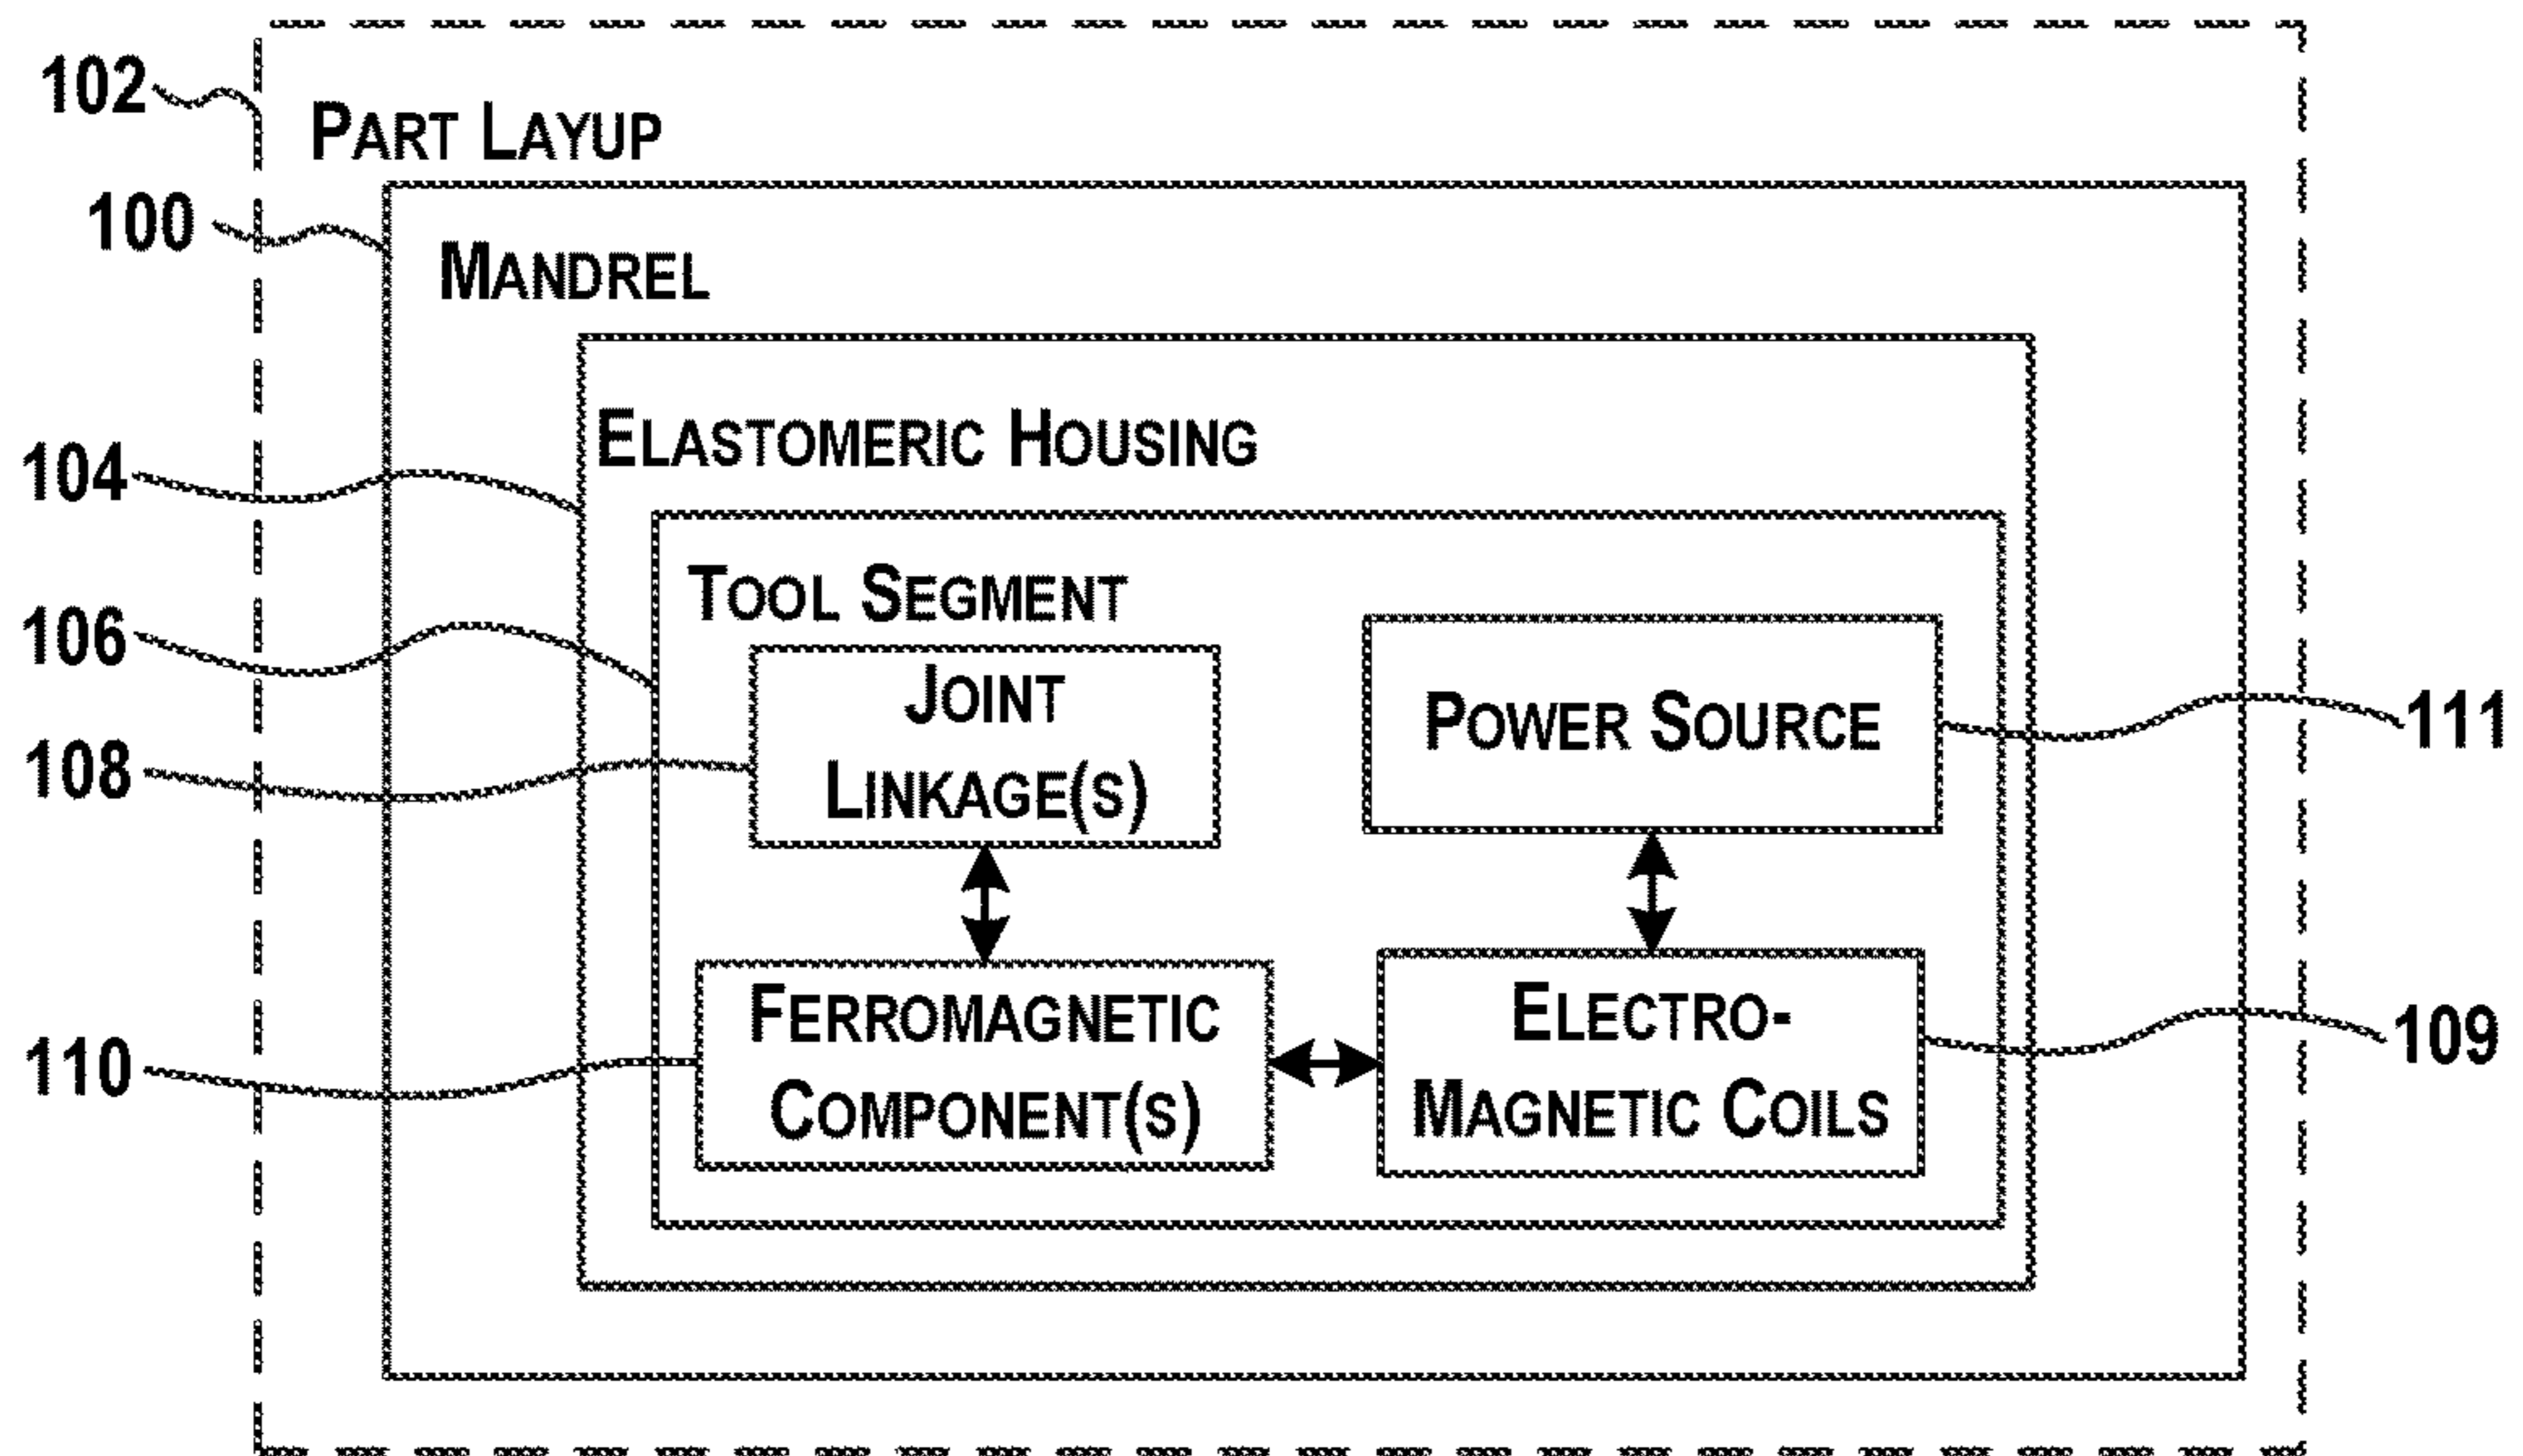 102
PART LAYUP
100
MANDREL
104
ELASTOMERIC HOUSING
106
TOOL SEGMENT
108
JOINT
LINKAGE(S)
POWER SOURCE
111
110
FERROMAGNETIC
COMPONENT(S)
ELECTRO-
MAGNETIC COILS
109